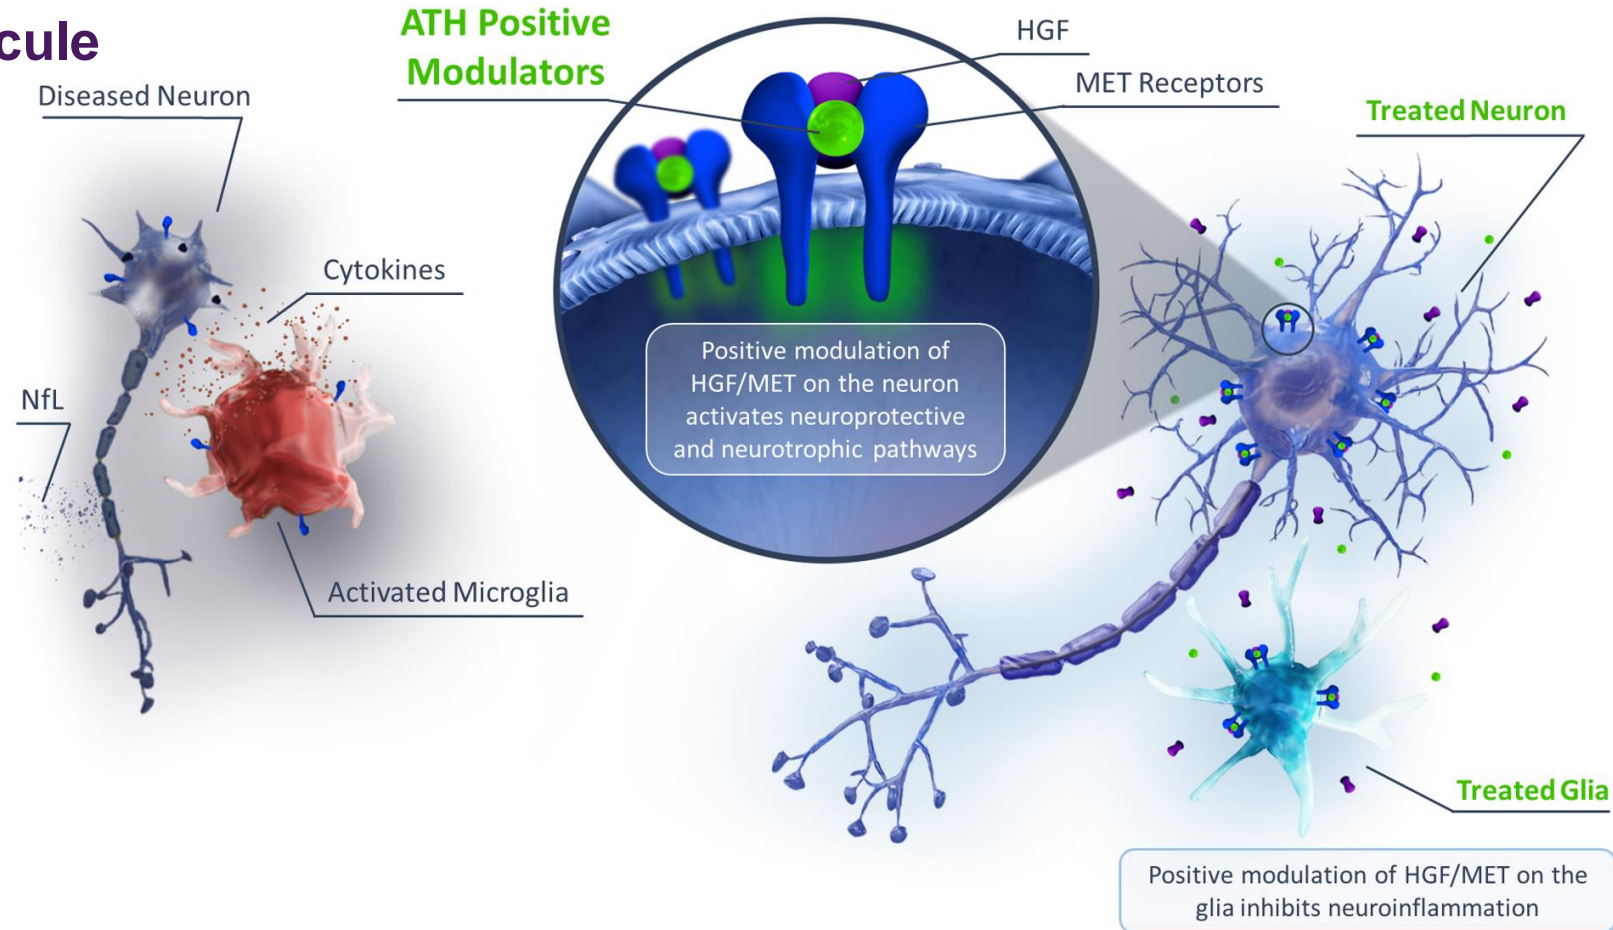 cule
Diseased Neuron
Cytokines
NfL
Activated Microglia
ATH Positive
Modulators
HGF
MET Receptors
Positive modulation of
HGF/MET on the neuron
activates neuroprotective
and neurotrophic pathways
Treated Neuron
Treated Glia
Positive modulation of HGF/MET on the
glia inhibits neuroinflammation